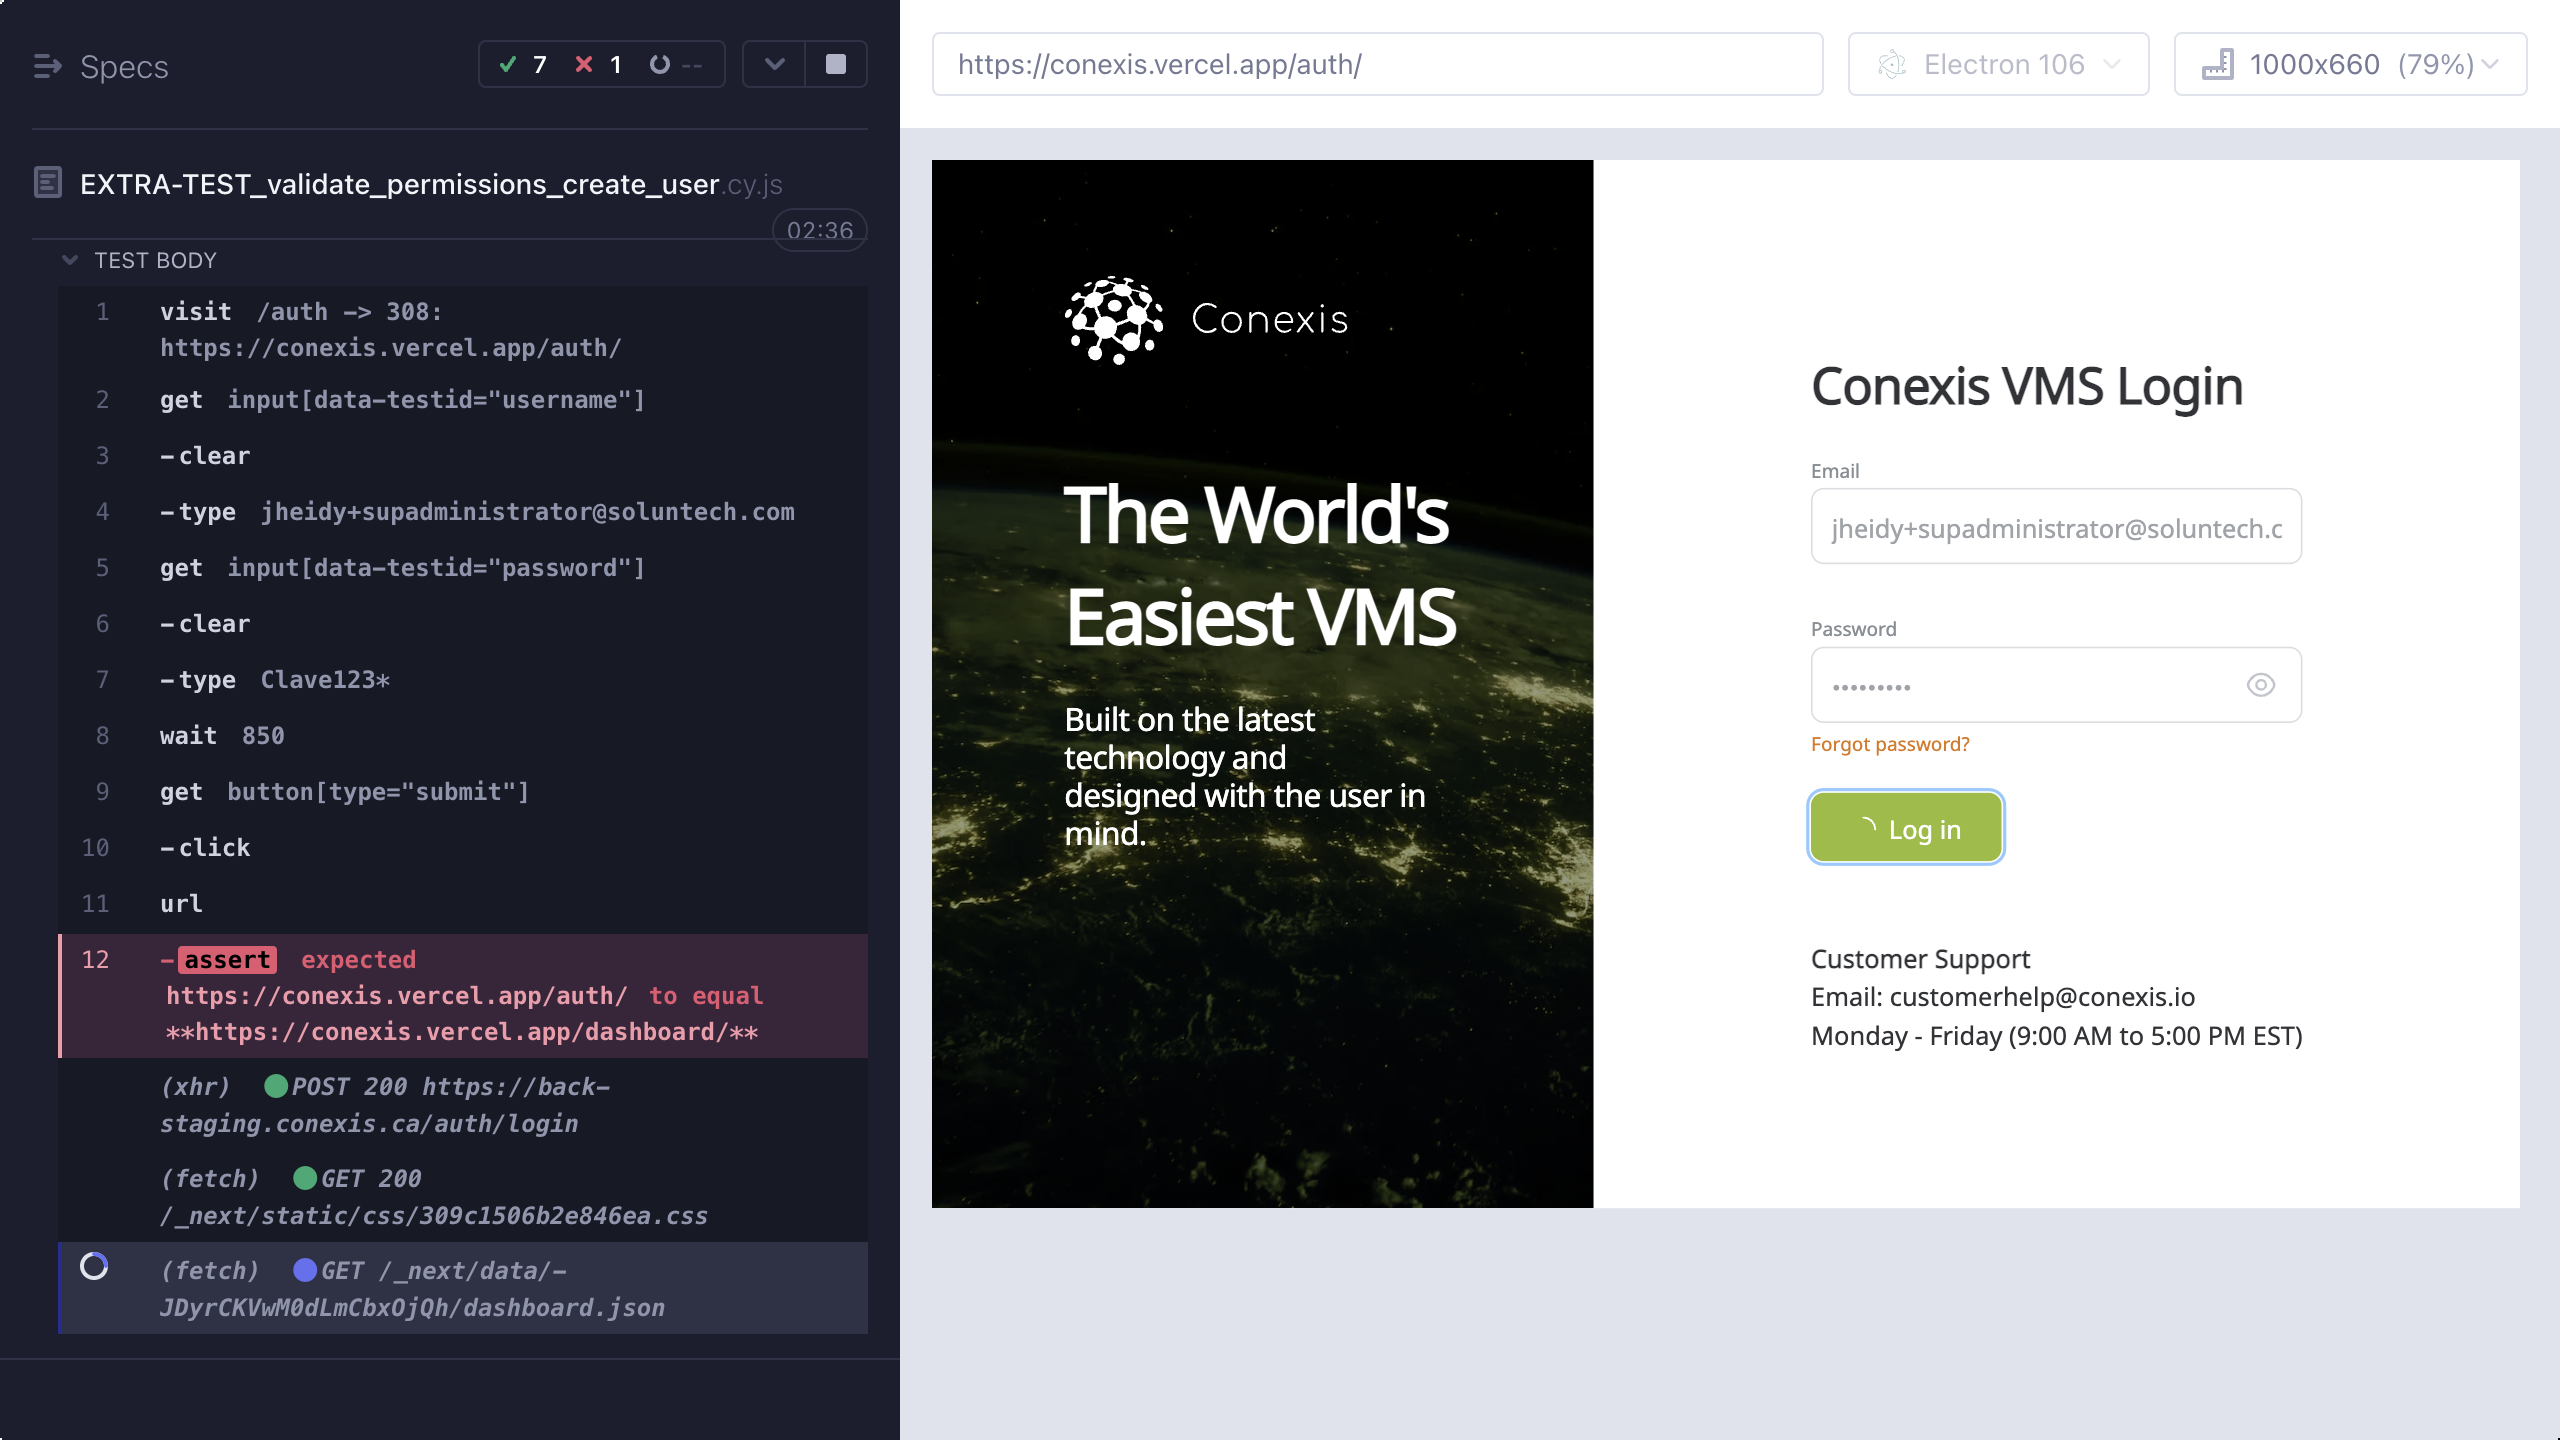 Specs
7
1
--
EXTRA-TEST_validate_permissions_create_user.cy.js
02:36
TEST BODY
1 visit /auth -> 308:
https://conexis.vercel.app/auth/
2 get input[data-testid="username"]
3 -clear
4 -type jheidy+supadministrator@soluntech.com
5 get input[data-testid="password"]
6 -clear
7 -type Clave123*
8 wait 850
9 get button[type="submit"]
10 -click
11 url
12 -assert expected
https://conexis.vercel.app/auth/ to equal
**https://conexis.vercel.app/dashboard/**
(xhr) POST 200 https://back-
staging.conexis.ca/auth/login
(fetch) GET 200
/_next/static/css/309c1506b2e846ea.css
(fetch) GET /_next/data/-
JDyrCKVwM0dLmCbxOjQh/dashboard.json
https://conexis.vercel.app/auth/
Electron 106
1000x660 (79%)
Conexis
The World's
Easiest VMS
Built on the latest
technology and
designed with the user in
mind.
Conexis VMS Login
Email
jheidy+supadministrator@soluntech.c
Password
•••••••••
Forgot password?
Log in
Customer Support
Email: customerhelp@conexis.io
Monday - Friday (9:00 AM to 5:00 PM EST)